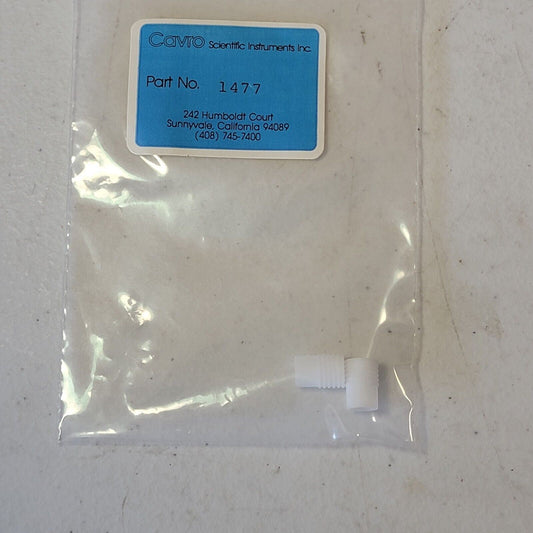 Cavro Scientific Instruments Inc.
Part No. 1477
242 Humboldt Court
Sunnyvale, California 94089
(408) 745-7400